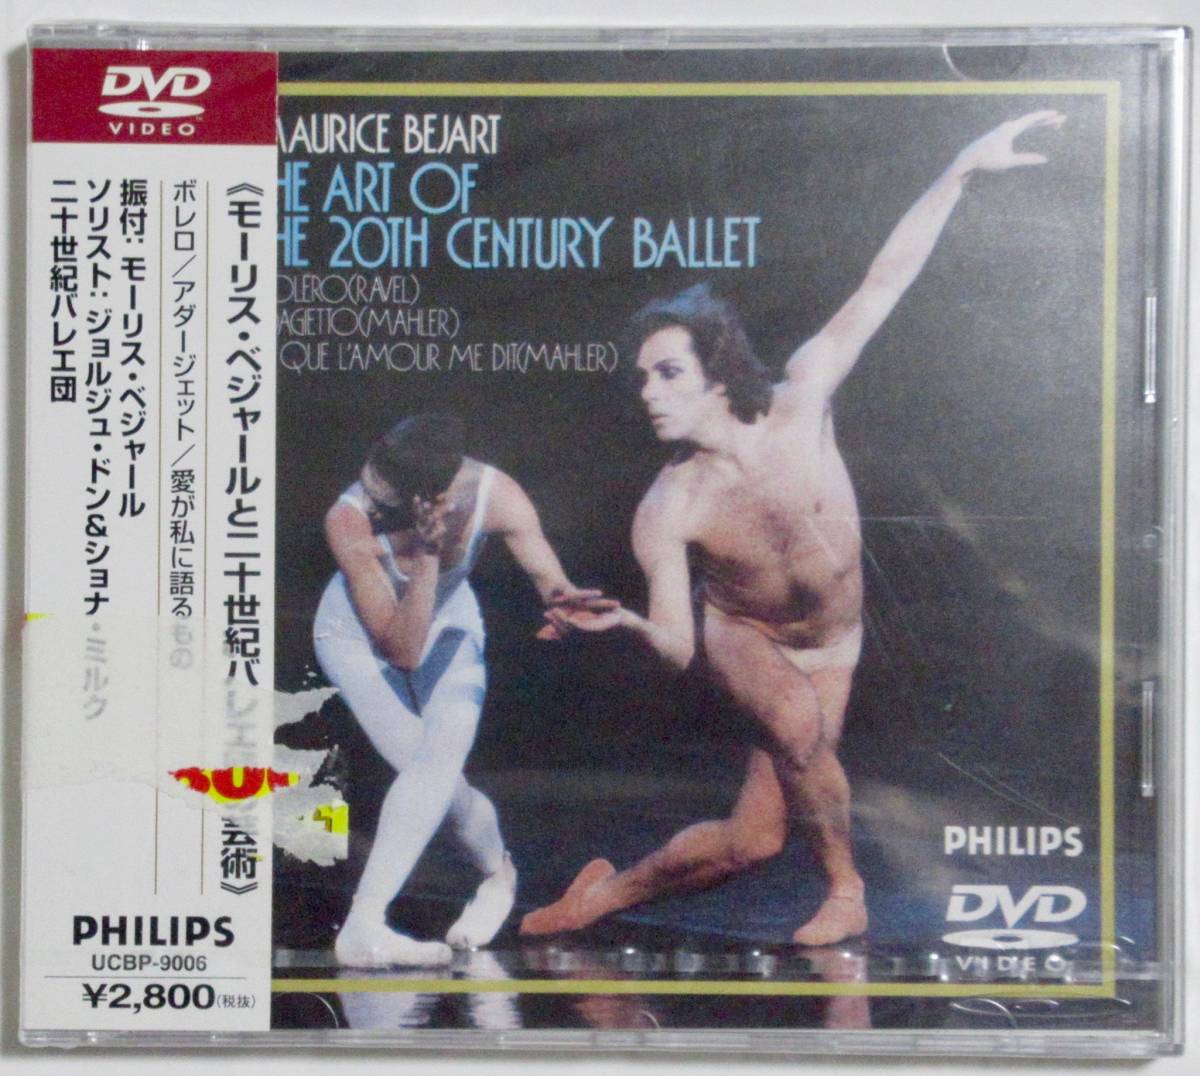 DVD
VIDEO
《モーリス・ベジャールと二十世紀バレエ 芸術》
ボレロ／アダージェット／愛が私に語るもの
振付：モーリス・ベジャール
ソリスト：ジョルジュ・ドン&ショナ・ミルク
二十世紀バレエ団
PHILIPS
UCBP-9006
¥2,800(税抜)
MAURICE BEJART
HE ART OF
HE 20TH CENTURY BALLET
OLERO(RAVEL)
AGETTO(MAHLER)
QUE L'AMOUR ME DIT(MAHLER)
PHILIPS
DVD
VIDEO